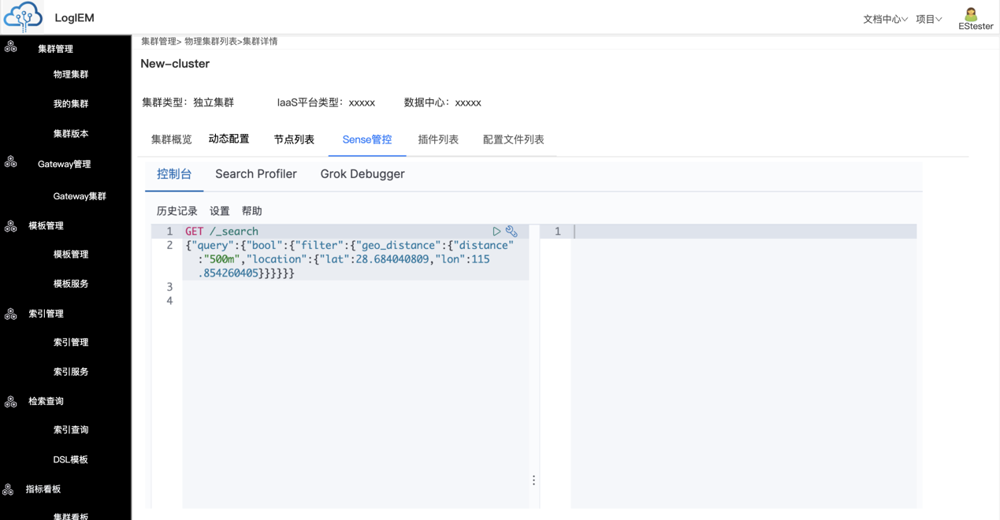 LogIEM
文档中心 项目 EStester
集群管理
物理集群
我的集群
集群版本
Gateway管理
Gateway集群
模板管理
模板管理
模板服务
索引管理
索引管理
索引服务
检索查询
索引查询
DSL模板
指标看板
集群看板
集群管理> 物理集群列表>集群详情
New-cluster
集群类型：独立集群 IaaS平台类型：xxxxx 数据中心：xxxxx
集群概览 动态配置 节点列表 Sense管控 插件列表 配置文件列表
控制台 Search Profiler Grok Debugger
历史记录 设置 帮助
1 GET /_search
2 {"query":{"bool":{"filter":{"geo_distance":{"distance"
:"500m","location":{"lat":28.684040809,"lon":115
.854260405}}}}}}
3
4
1